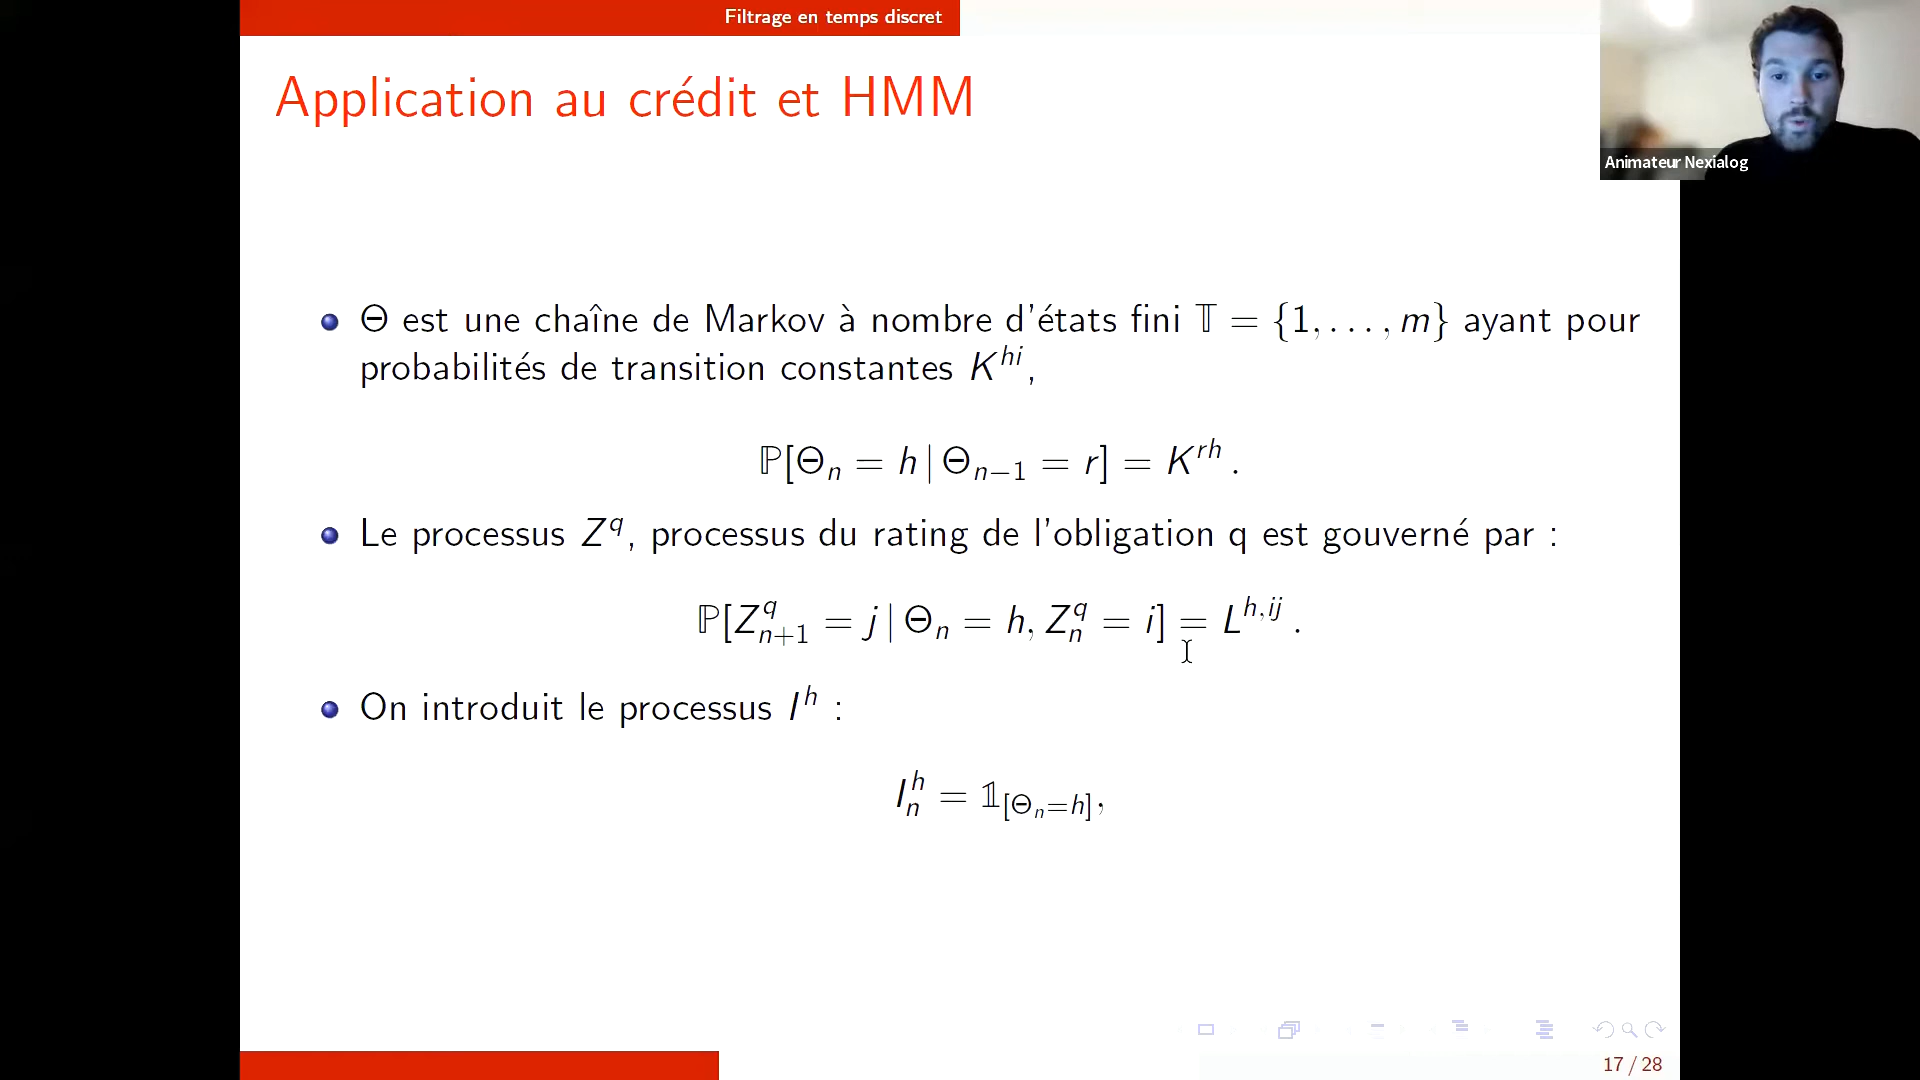 Filtrage en temps discret
Application au crédit et HMM
Animateur Nexialog
Θ est une chaîne de Markov à nombre d'états fini 𝕋 = {1, . . . , m} ayant pour
probabilités de transition constantes K^{hi},
ℙ[Θ_n = h | Θ_{n−1} = r] = K^{rh} .
Le processus Z^q, processus du rating de l'obligation q est gouverné par :
ℙ[Z^q_{n+1} = j | Θ_n = h, Z^q_n = i] = L^{h,ij} .
On introduit le processus I^h :
I^h_n = 𝟙_{[Θ_n=h]},
17 / 28